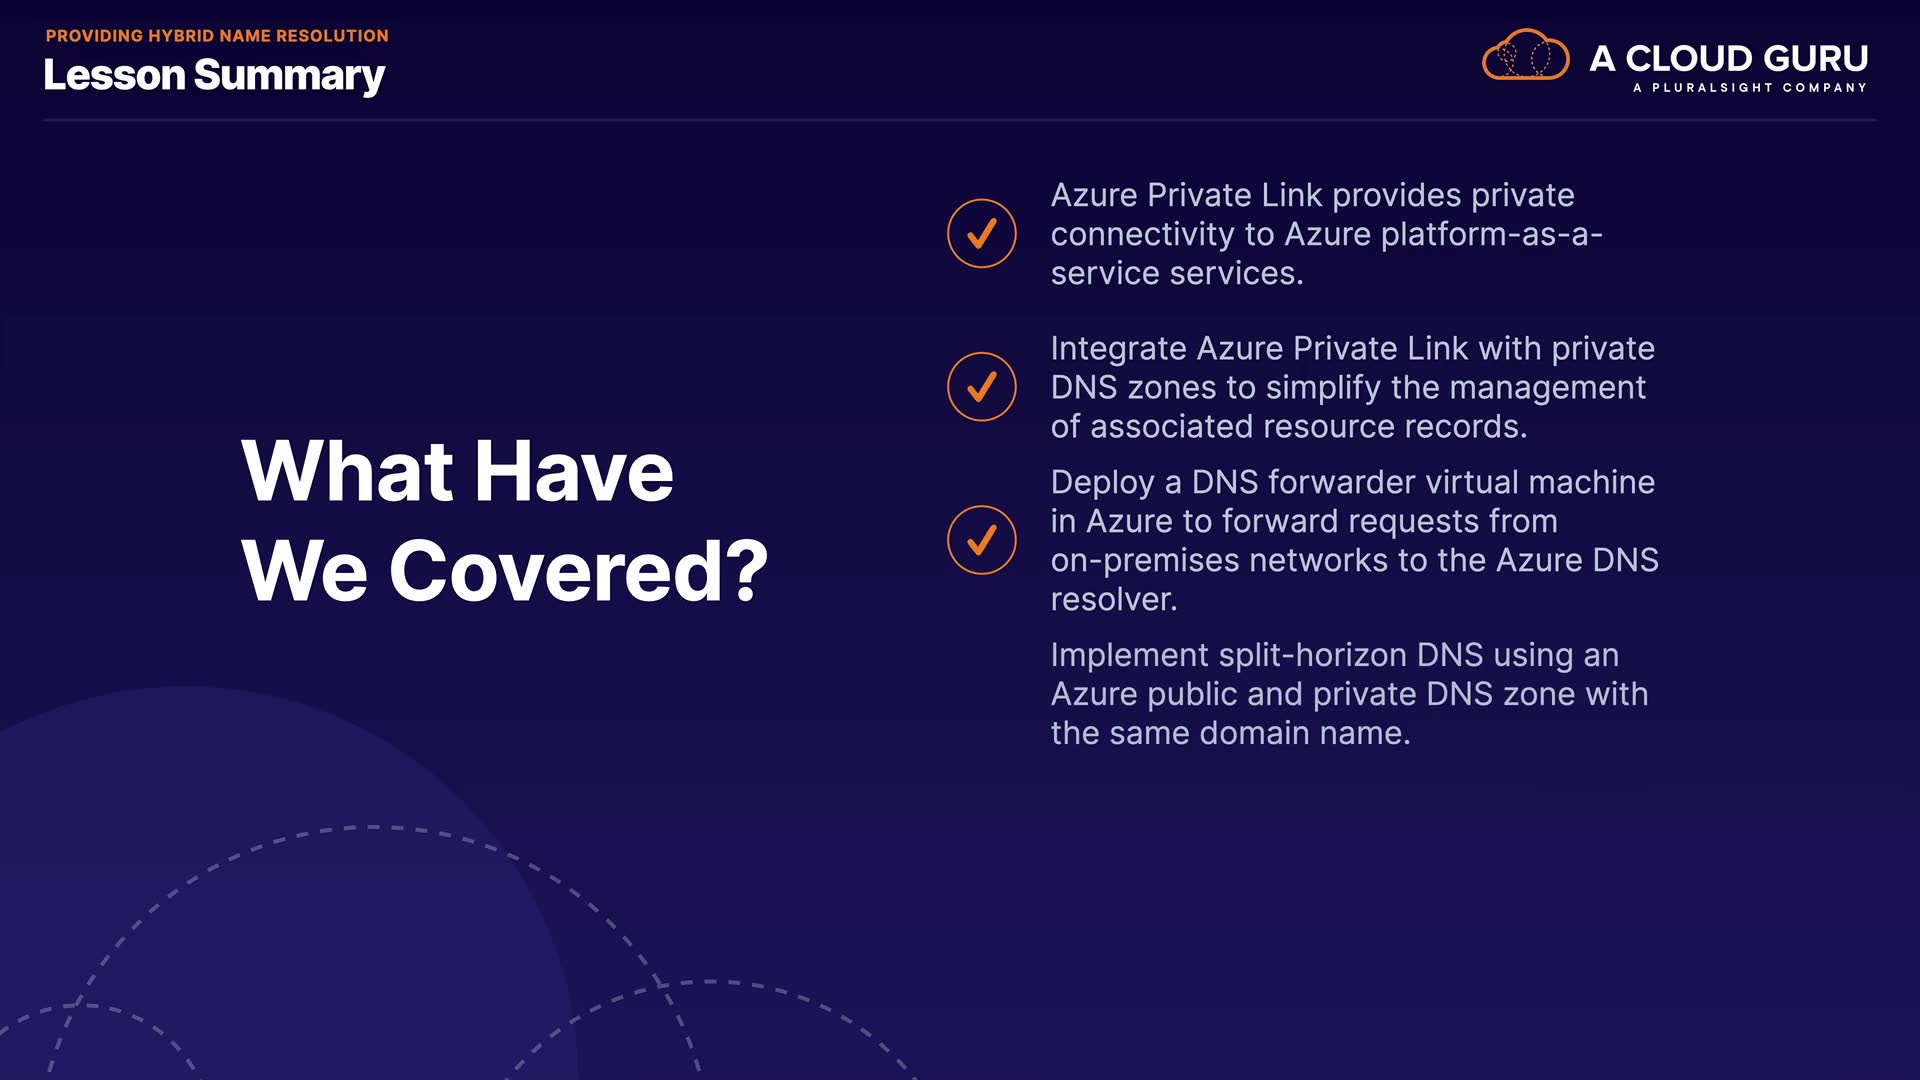 PROVIDING HYBRID NAME RESOLUTION
Lesson Summary
A CLOUD GURU
A PLURALSIGHT COMPANY
What Have
We Covered?
Azure Private Link provides private
connectivity to Azure platform-as-a-
service services.
Integrate Azure Private Link with private
DNS zones to simplify the management
of associated resource records.
Deploy a DNS forwarder virtual machine
in Azure to forward requests from
on-premises networks to the Azure DNS
resolver.
Implement split-horizon DNS using an
Azure public and private DNS zone with
the same domain name.